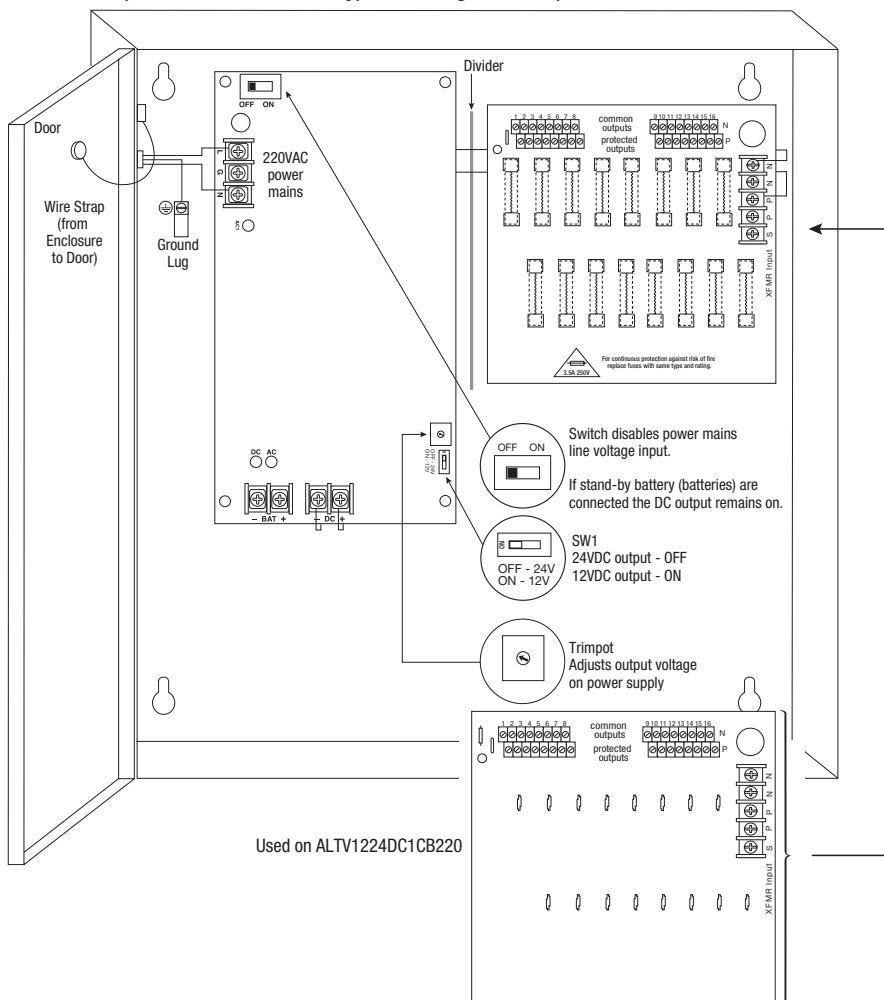 Divider
OFF ON
1 2 3 4 5 6 7 8
common
outputs
9 10 11 12 13 14 15 16
N
protected
outputs
P
Door
L
G
N
220VAC
power
mains
AC1
N
N
P
P
S
XFMR Input
Wire Strap
(from
Enclosure
to Door)
Ground
Lug
3.5A 250V
For continuous protection against risk of fire
replace fuses with same type and rating.
OFF ON
Switch disables power mains
line voltage input.
If stand-by battery (batteries) are
connected the DC output remains on.
OFF - 24V
ON - 12V
DC AC
– BAT +
– DC +
ON
OFF - 24V
ON - 12V
SW1
24VDC output - OFF
12VDC output - ON
Trimpot
Adjusts output voltage
on power supply
1 2 3 4 5 6 7 8
common
outputs
9 10 11 12 13 14 15 16
N
protected
outputs
P
N
N
P
P
S
XFMR Input
Used on ALTV1224DC1CB220